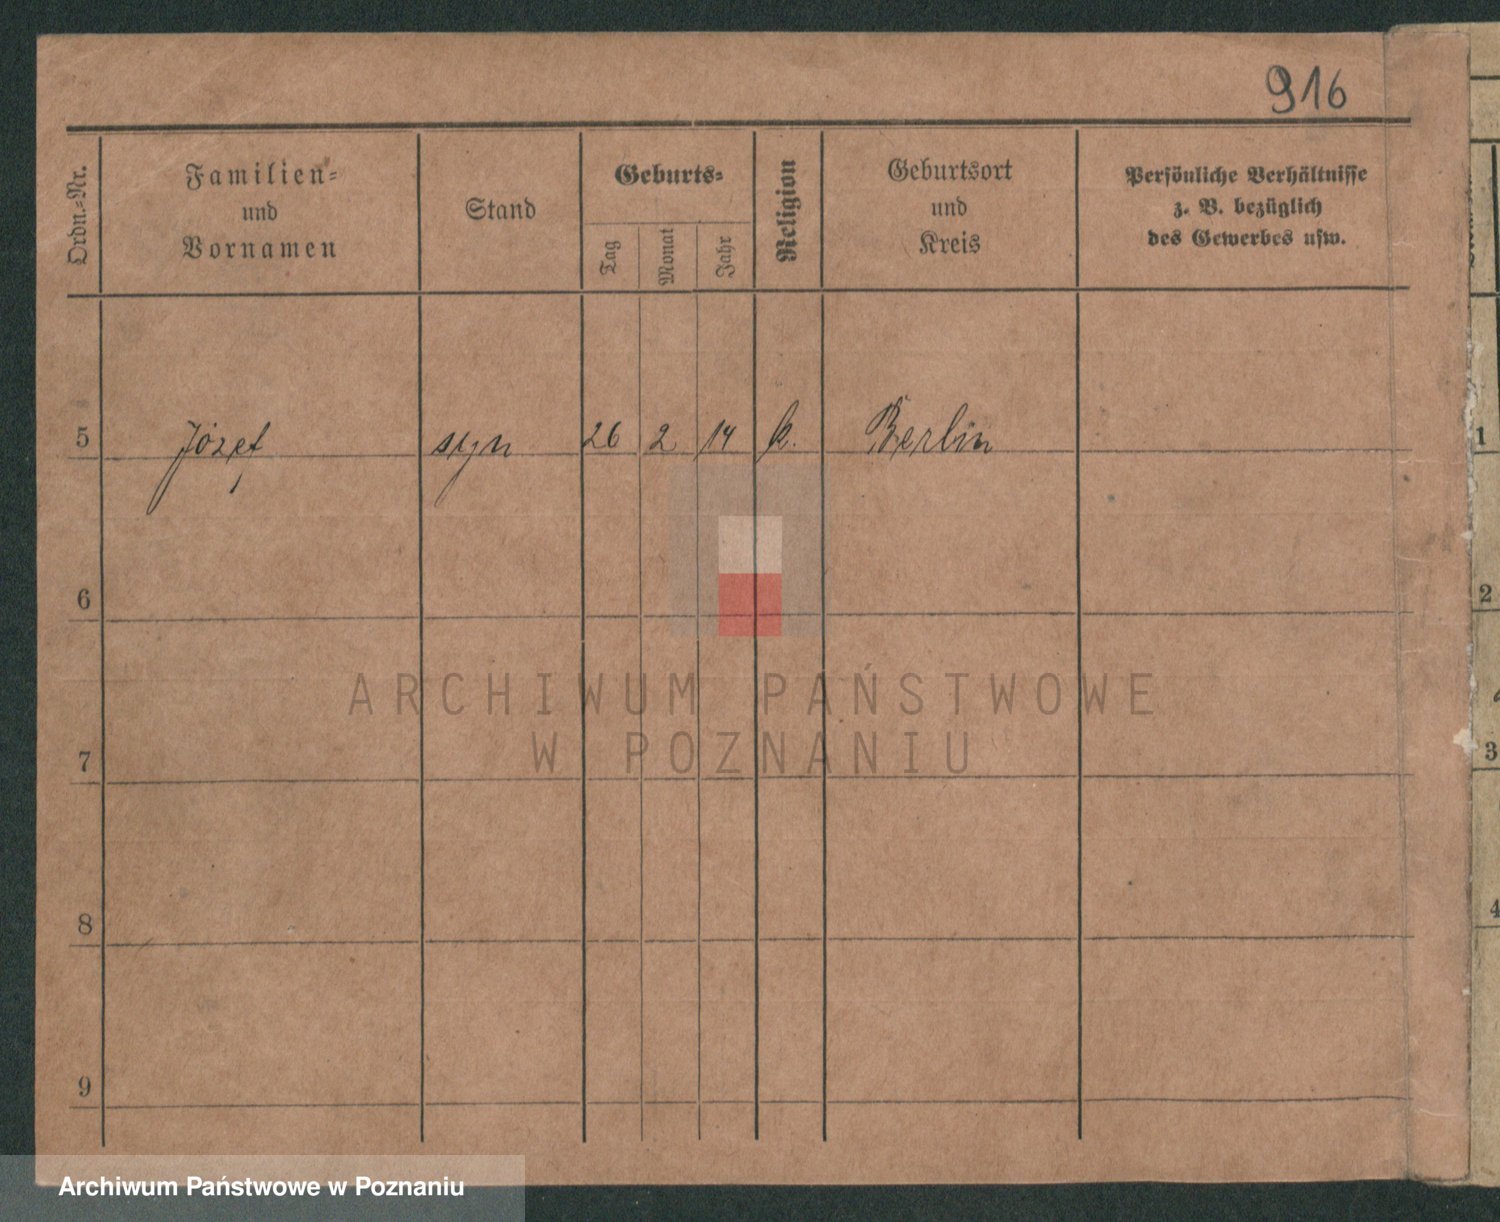 916
Ordn.-Nr.
Familien-
und
Vornamen
Stand
Geburts-
Tag
Monat
Jahr
Religion
Geburtsort
und
Kreis
Persönliche Verhältnisse
z. B. bezüglich
des Gewerbes usw.
5 Józef syn 26 2 14 k. Berlin
6
7
8
9
1
2
3
4
ARCHIWUM PAŃSTWOWE
W POZNANIU
Archiwum Państwowe w Poznaniu